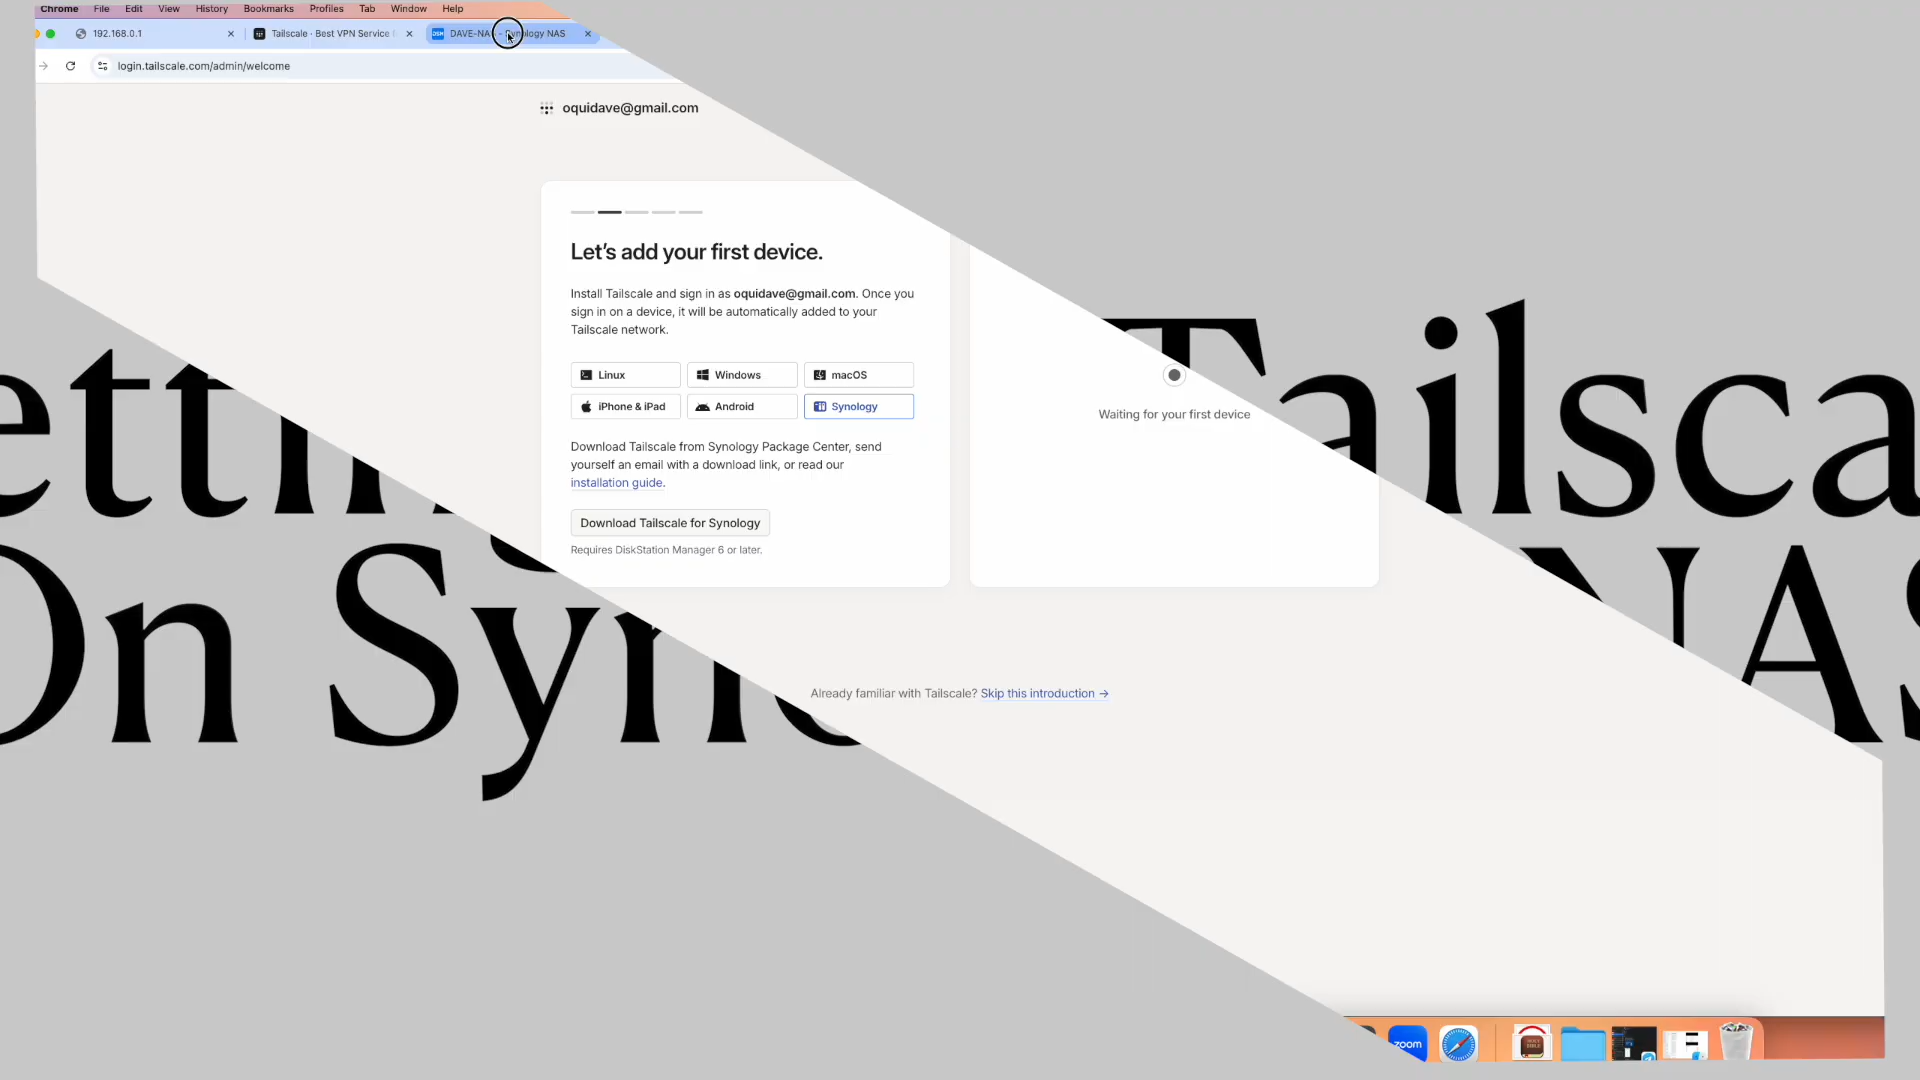 Chrome File Edit View History Bookmarks Profiles Tab Window Help
192.168.0.1
Tailscale · Best VPN Service
DAVE-NA - Synology NAS
login.tailscale.com/admin/welcome
oquidave@gmail.com
Let's add your first device.
Install Tailscale and sign in as oquidave@gmail.com. Once you
sign in on a device, it will be automatically added to your
Tailscale network.
Linux
Windows
macOS
iPhone & iPad
Android
Synology
Download Tailscale from Synology Package Center, send
yourself an email with a download link, or read our
installation guide.
Download Tailscale for Synology
Requires DiskStation Manager 6 or later.
Waiting for your first device
Already familiar with Tailscale? Skip this introduction →
Tailsca
On Syn
NAS
zoom